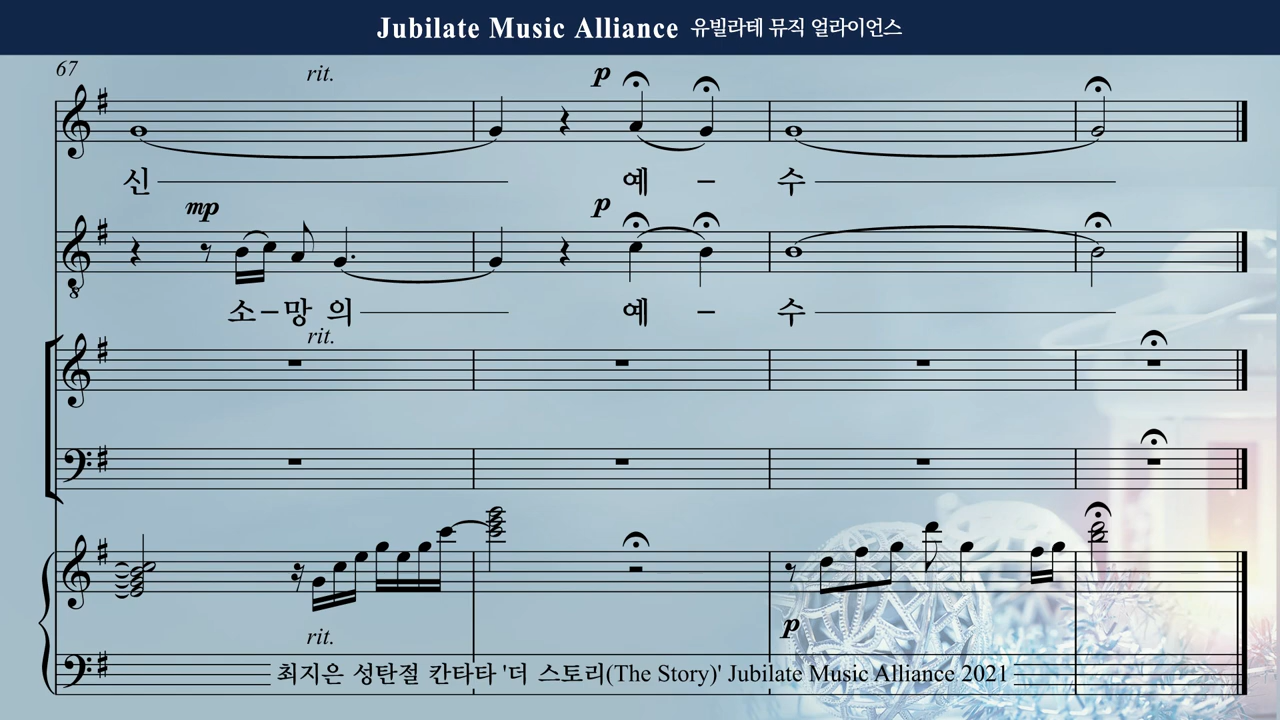 Jubilate Music Alliance 유빌라테 뮤직 얼라이언스
67
rit.
p
신 예 - 수
mp
p
소-망 의 예 - 수
rit.
rit.
p
최지은 성탄절 칸타타 '더 스토리(The Story)' Jubilate Music Alliance 2021